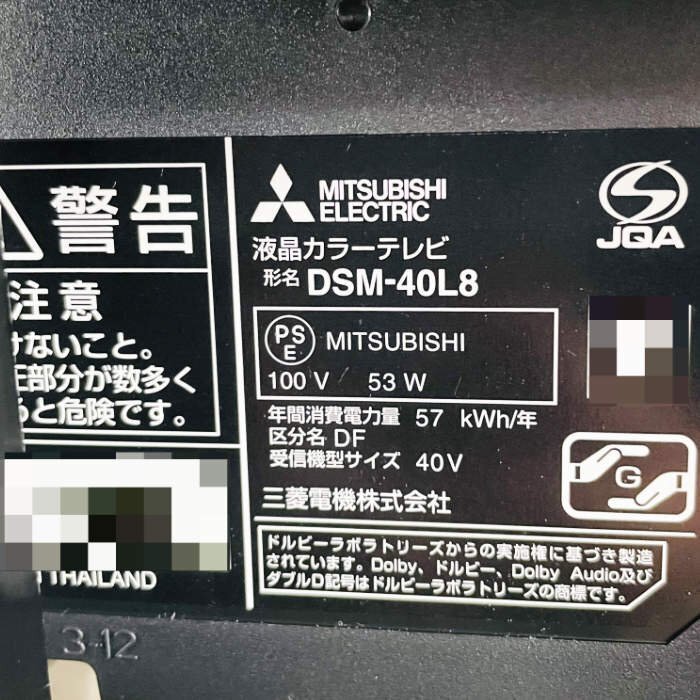 警告
注意
けないこと。
圧部分が数多く
ると危険です。
THAILAND
MITSUBISHI
ELECTRIC
液晶カラーテレビ
形名 DSM-40L8
JQA
PS
E
MITSUBISHI
100 V 53 W
年間消費電力量 57 kWh/年
区分名 DF
受信機型サイズ 40V
三菱電機株式会社
G
ドルビーラボラトリーズからの実施権に基づき製造
されています。Dolby、ドルビー、Dolby Audio及び
ダブルD記号はドルビーラボラトリーズの商標です。
3-12